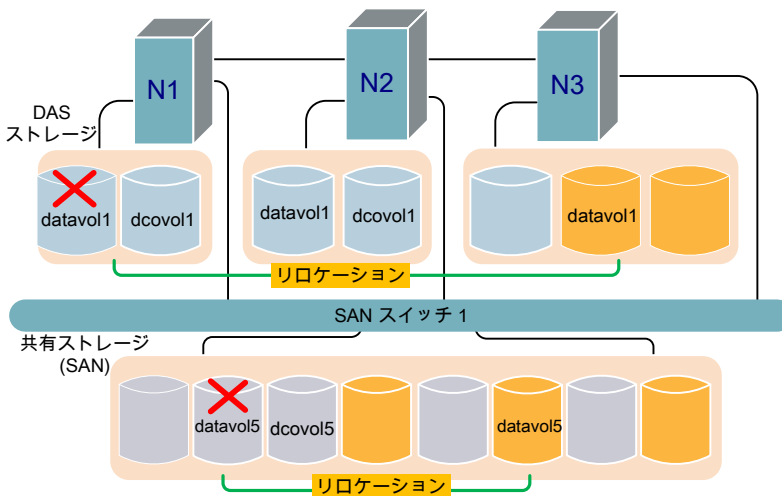 N1
N2
N3
DAS
ストレージ
datavol1
dcovol1
datavol1
dcovol1
datavol1
リロケーション
SAN スイッチ 1
共有ストレージ
(SAN)
datavol5
dcovol5
datavol5
リロケーション